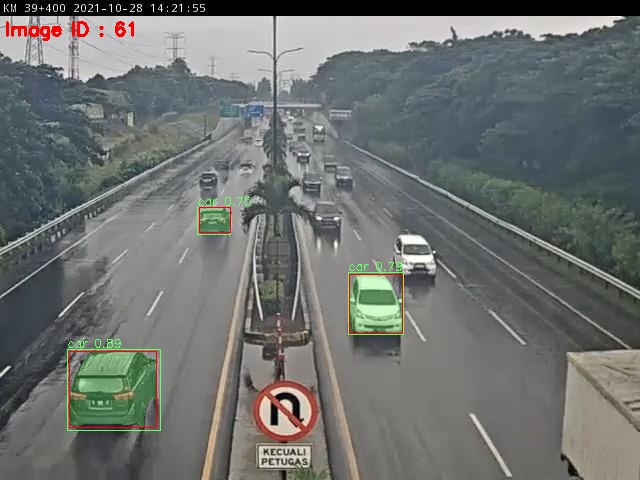 KM 39+400 2021-10-28 14:21:55
Image ID : 61
car 0.76
car 0.79
car 0.89
KECUALI
PETUGAS